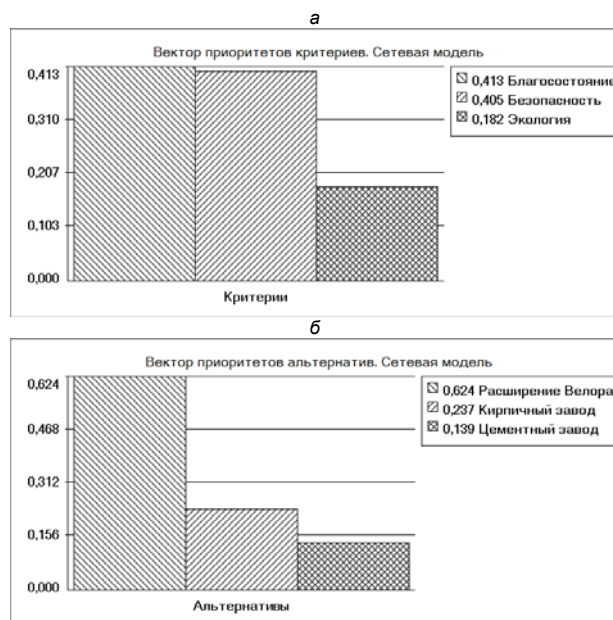 а
Вектор приоритетов критериев. Сетевая модель
0,413
0,310
0,207
0,103
0,000
0,413 Благосостояние
0,405 Безопасность
0,182 Экология
Критерии
б
Вектор приоритетов альтернатив. Сетевая модель
0,624
0,468
0,312
0,156
0,000
0,624 Расширение Велора
0,237 Кирпичный завод
0,139 Цементный завод
Альтернативы